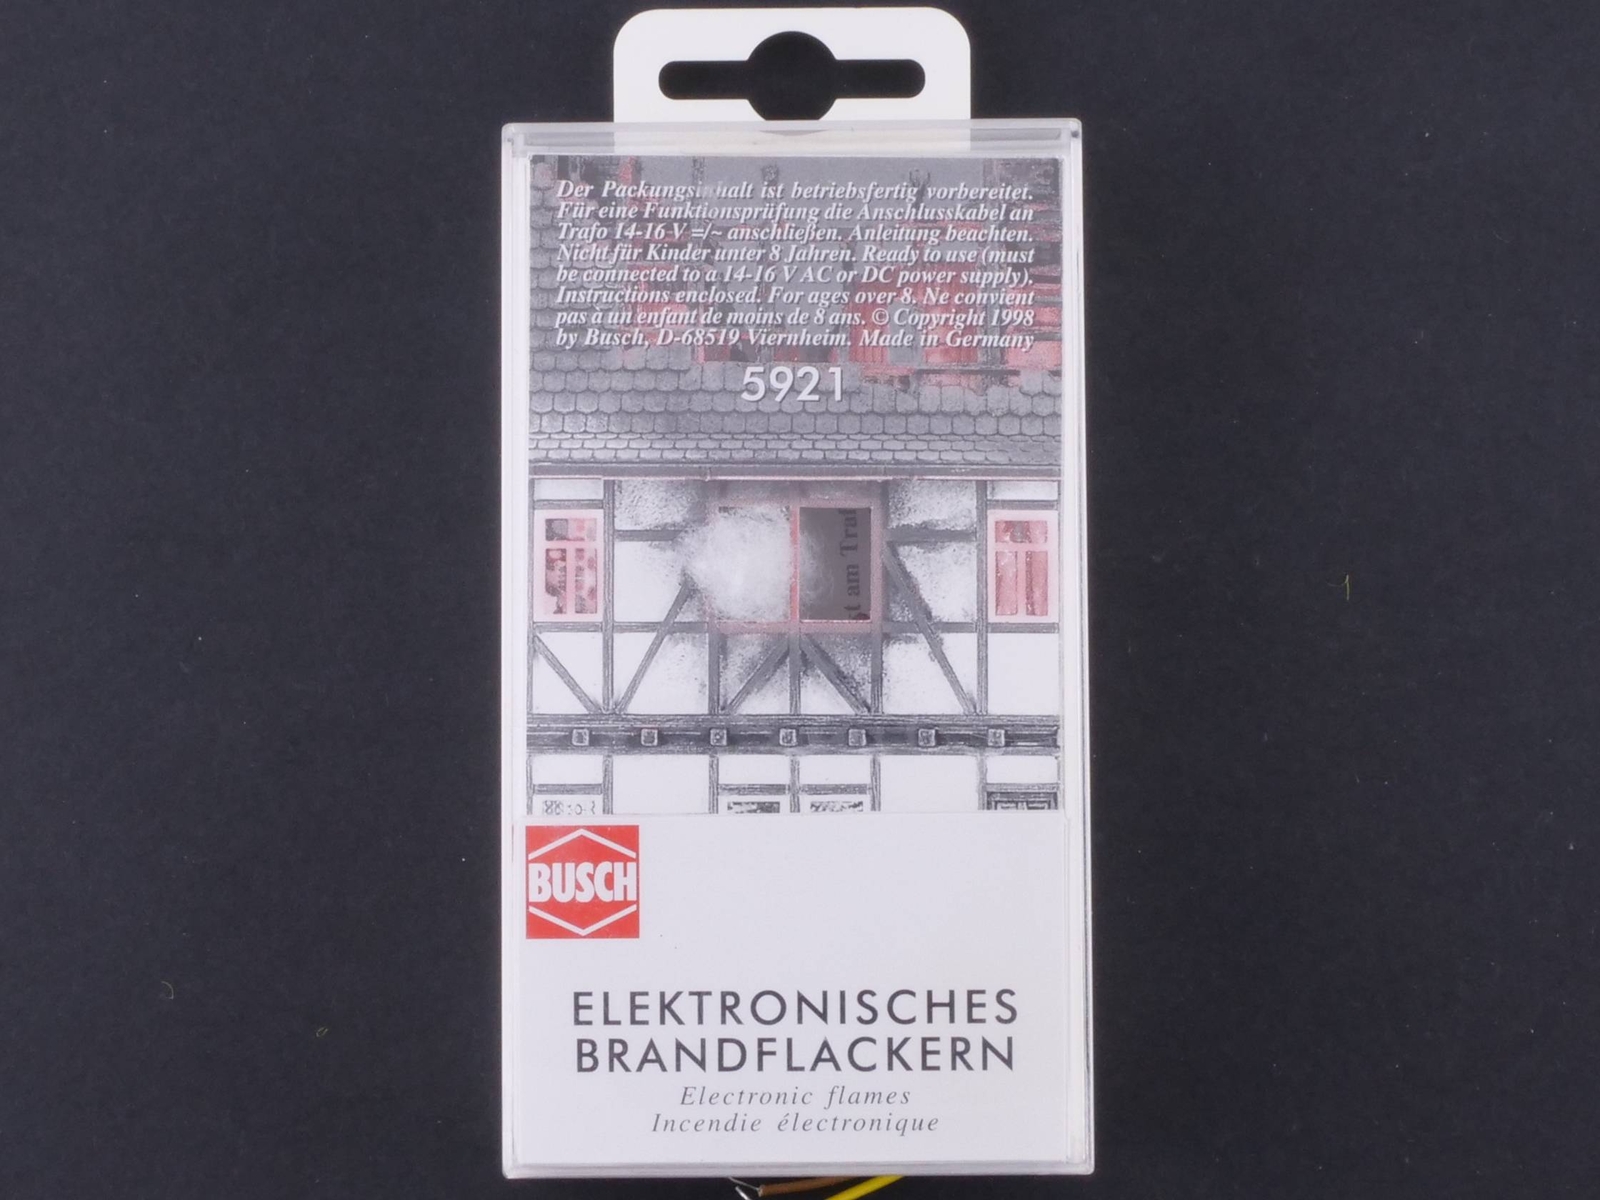 Der Packungsinhalt ist betriebsfertig vorbereitet.
Für eine Funktionsprüfung die Anschlusskabel an
Trafo 14-16 V =/~ anschließen. Anleitung beachten.
Nicht für Kinder unter 8 Jahren. Ready to use (must
be connected to a 14-16 V AC or DC power supply).
Instructions enclosed. For ages over 8. Ne convient
pas à un enfant de moins de 8 ans. © Copyright 1998
by Busch, D-68519 Viernheim. Made in Germany
5921
am
BUSCH
ELEKTRONISCHES
BRANDFLACKERN
Electronic flames
Incendie électronique